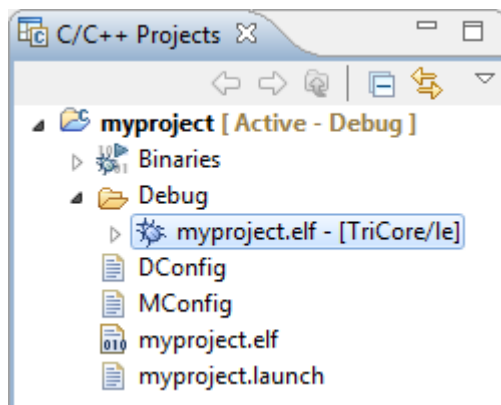 C/C++ Projects
myproject [ Active - Debug ]
Binaries
Debug
myproject.elf - [TriCore/le]
DConfig
MConfig
myproject.elf
myproject.launch